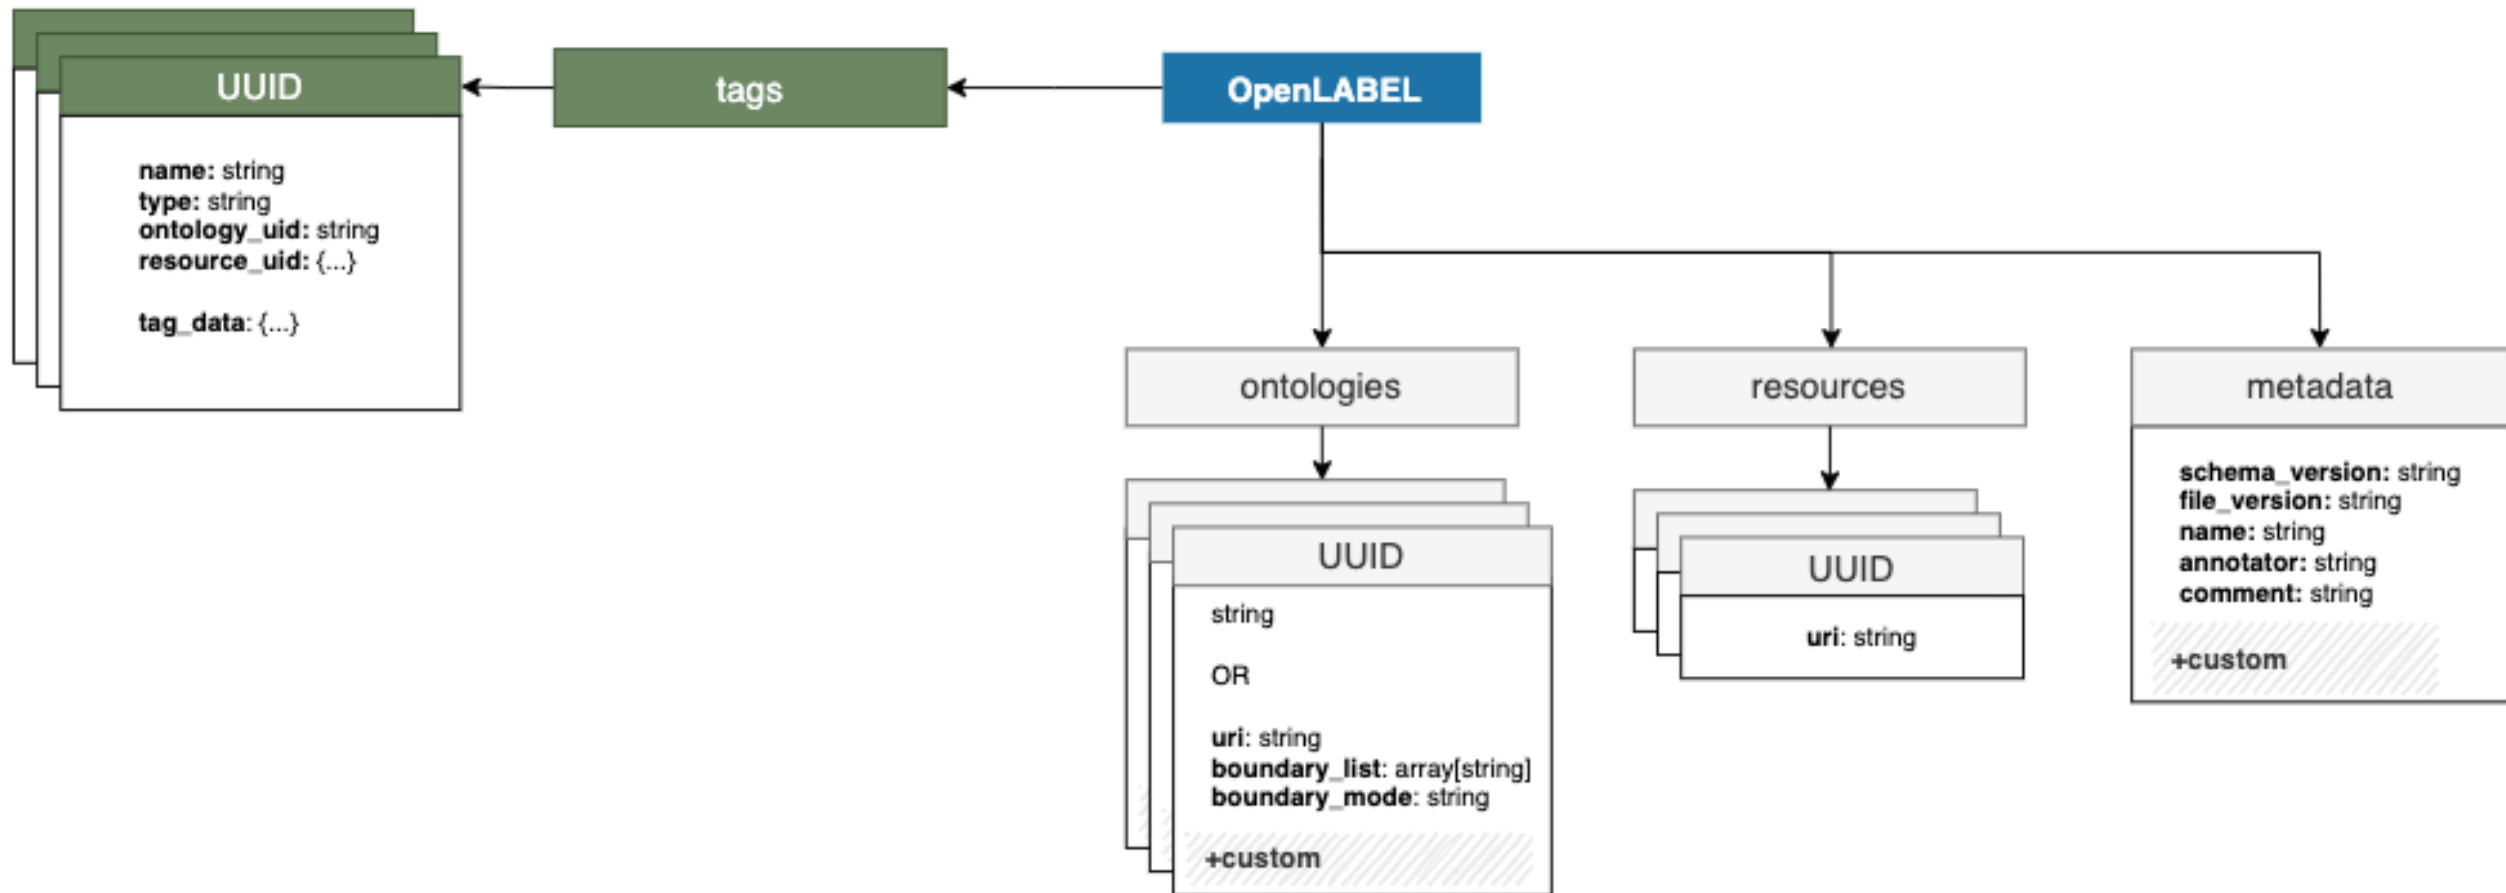 UUID
name: string
type: string
ontology_uid: string
resource_uid: {...}
tag_data: {...}
tags
OpenLABEL
ontologies
UUID
string
OR
uri: string
boundary_list: array[string]
boundary_mode: string
+custom
resources
UUID
uri: string
metadata
schema_version: string
file_version: string
name: string
annotator: string
comment: string
+custom